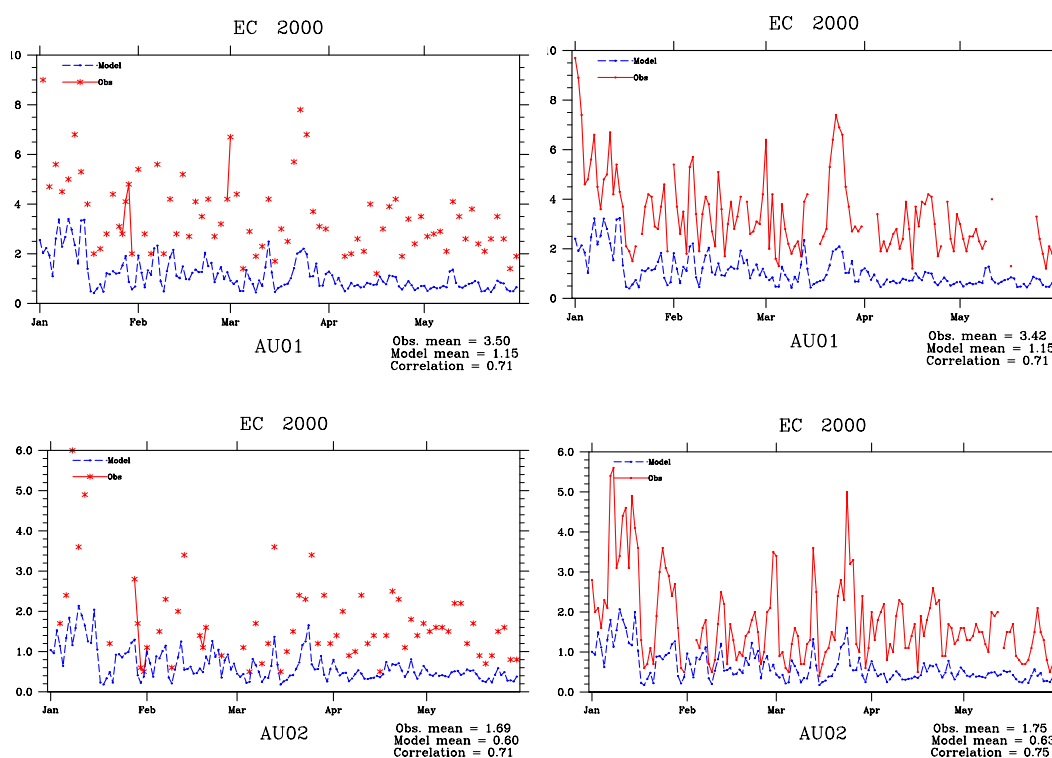 EC 2000
10
8
6
4
2
0
Model
Obs
Jan Feb Mar Apr May
AU01
Obs. mean = 3.50
Model mean = 1.15
Correlation = 0.71
EC 2000
10
8
6
4
2
0
Model
Obs
Jan Feb Mar Apr May
AU01
Obs. mean = 3.42
Model mean = 1.15
Correlation = 0.71
EC 2000
6.0
5.0
4.0
3.0
2.0
1.0
0.0
Model
Obs
Jan Feb Mar Apr May
AU02
Obs. mean = 1.69
Model mean = 0.60
Correlation = 0.71
EC 2000
6.0
5.0
4.0
3.0
2.0
1.0
0.0
Model
Obs
Jan Feb Mar Apr May
AU02
Obs. mean = 1.75
Model mean = 0.63
Correlation = 0.75